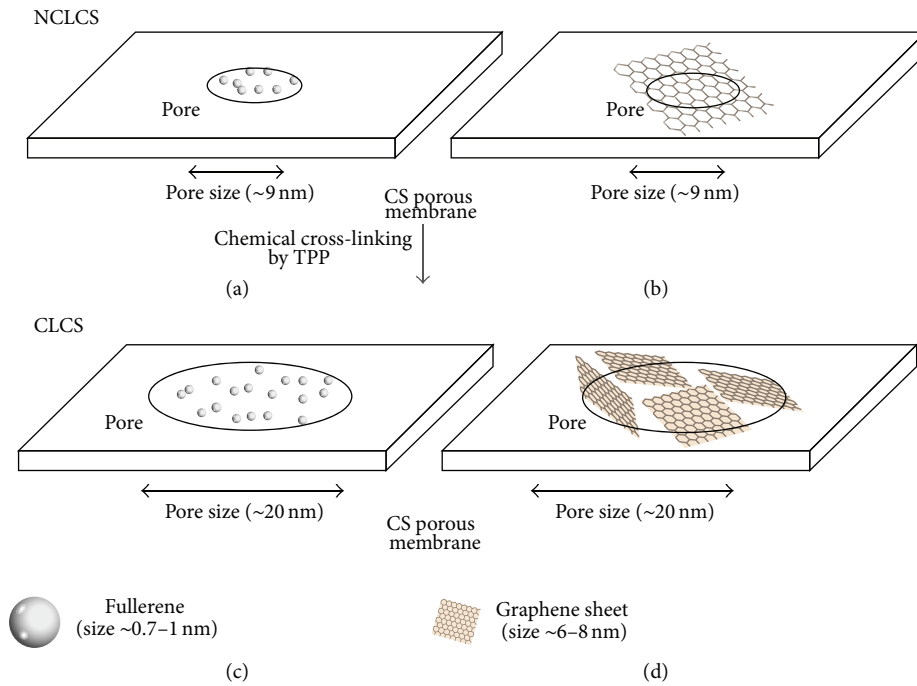 NCLCS
Pore
Pore
Pore size (~9 nm)
Pore size (~9 nm)
CS porous
membrane
Chemical cross-linking
by TPP
(a)
(b)
CLCS
Pore
Pore
Pore size (~20 nm)
Pore size (~20 nm)
CS porous
membrane
Fullerene
(size ~0.7–1 nm)
Graphene sheet
(size ~6–8 nm)
(c)
(d)